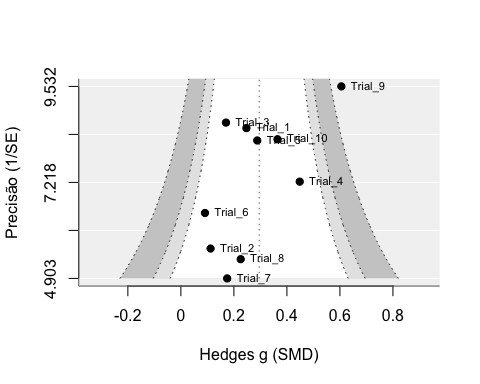 9.532
7.218
4.903
Precisão (1/SE)
Trial_9
Trial_3
Trial_1
Trial_5
Trial_10
Trial_4
Trial_6
Trial_2
Trial_8
Trial_7
-0.2 0 0.2 0.4 0.6 0.8
Hedges g (SMD)